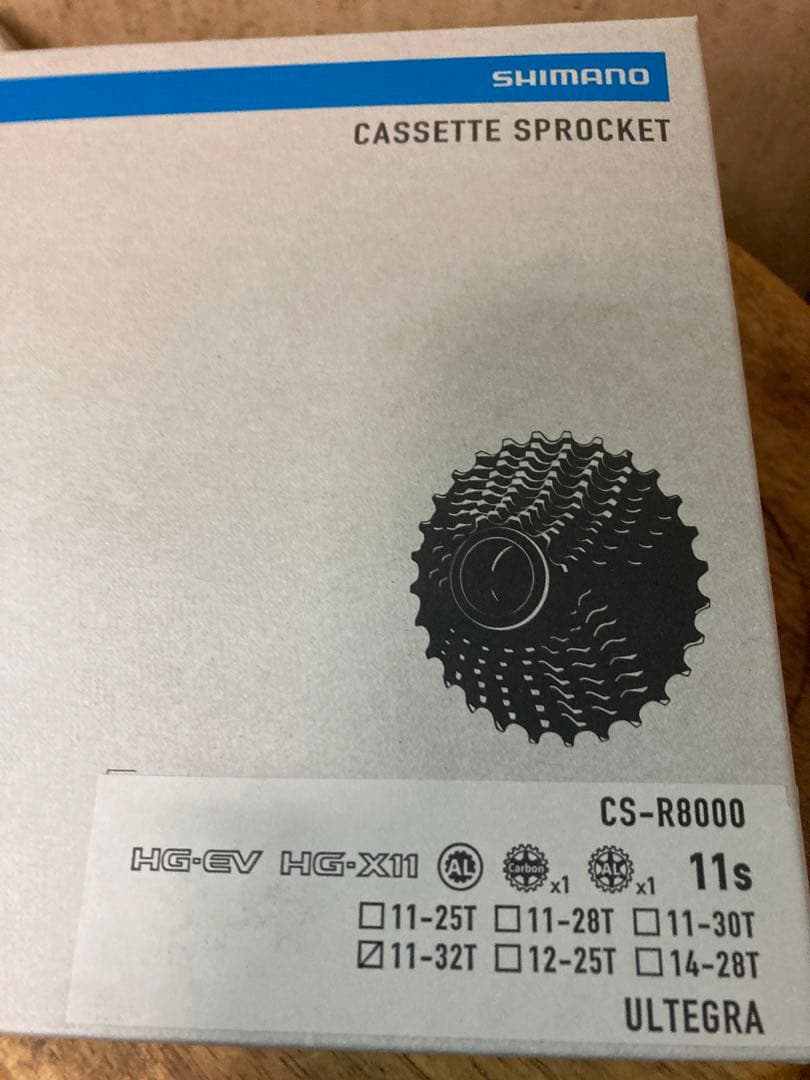 SHIMANO
CASSETTE SPROCKET
CS-R8000
HG-EV HG-X11 AL Carbon x1 AL x1 11s
☐11-25T ☐11-28T ☐11-30T
☑11-32T ☐12-25T ☐14-28T
ULTEGRA